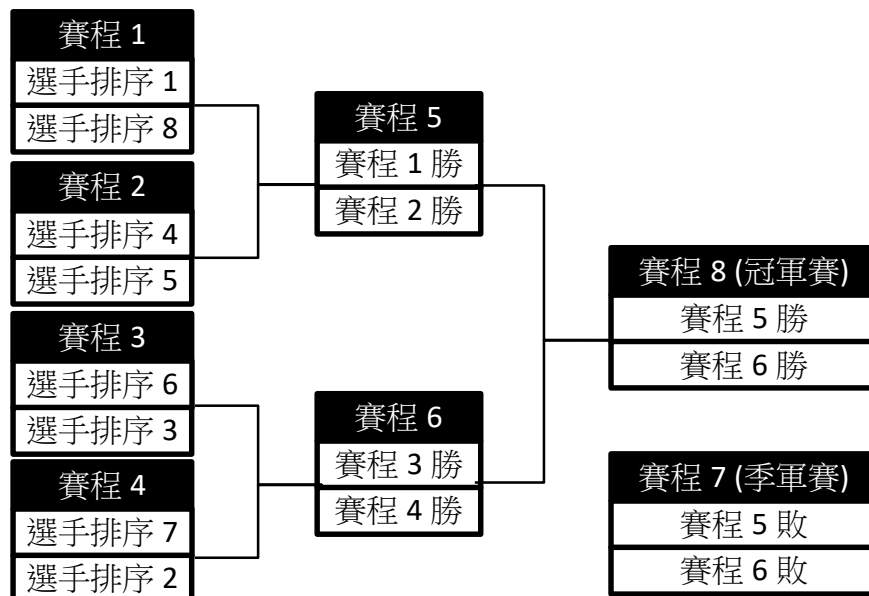 賽程 1
選手排序 1
選手排序 8
賽程 2
選手排序 4
選手排序 5
賽程 3
選手排序 6
選手排序 3
賽程 4
選手排序 7
選手排序 2
賽程 5
賽程 1 勝
賽程 2 勝
賽程 6
賽程 3 勝
賽程 4 勝
賽程 8 (冠軍賽)
賽程 5 勝
賽程 6 勝
賽程 7 (季軍賽)
賽程 5 敗
賽程 6 敗